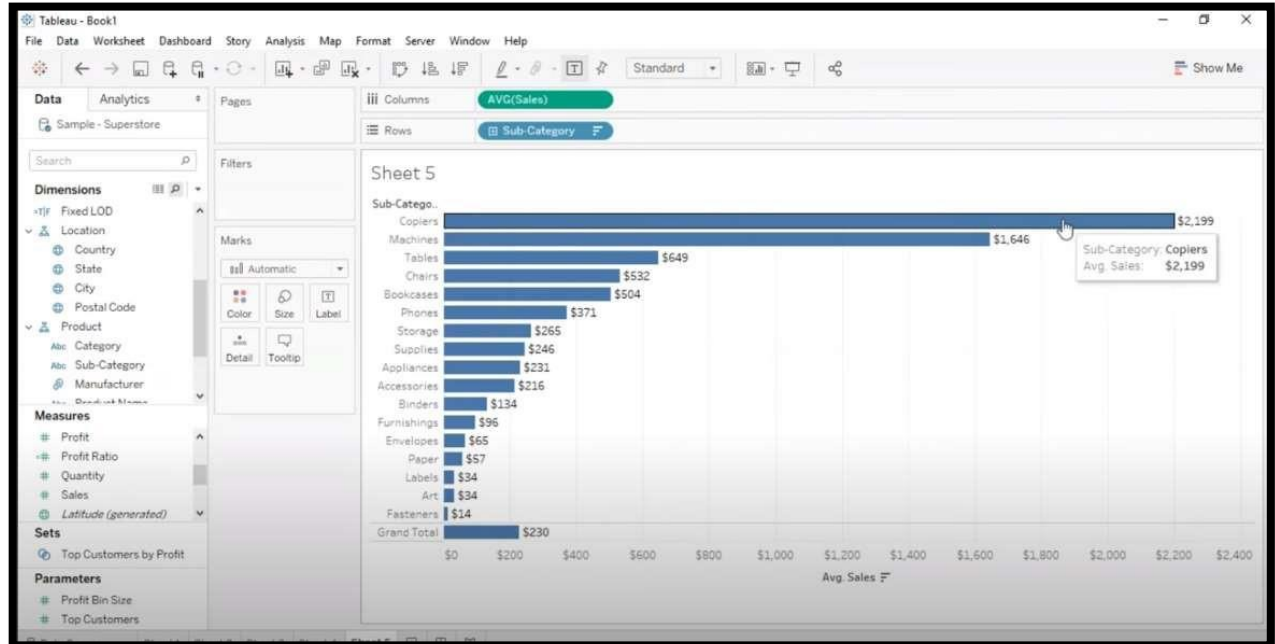 Tableau - Book1
File Data Worksheet Dashboard Story Analysis Map Format Server Window Help
Standard
Show Me
Data Analytics
Pages
Columns
AVG(Sales)
Sample - Superstore
Rows
Sub-Category
Search
Filters
Sheet 5
Dimensions
Fixed LOD
Location
Country
State
City
Postal Code
Product
Abc Category
Abc Sub-Category
Manufacturer
Abc Product Name
Measures
Profit
Profit Ratio
Quantity
Sales
Latitude (generated)
Sets
Top Customers by Profit
Parameters
Profit Bin Size
Top Customers
Marks
Automatic
Color Size Label
Detail Tooltip
Sub-Catego..
Copiers $2,199
Machines $1,646
Tables $649
Chairs $532
Bookcases $504
Phones $371
Storage $265
Supplies $246
Appliances $231
Accessories $216
Binders $134
Furnishings $96
Envelopes $65
Paper $57
Labels $34
Art $34
Fasteners $14
Grand Total $230
Sub-Category: Copiers
Avg. Sales: $2,199
$0 $200 $400 $600 $800 $1,000 $1,200 $1,400 $1,600 $1,800 $2,000 $2,200 $2,400
Avg. Sales
Sheet 5